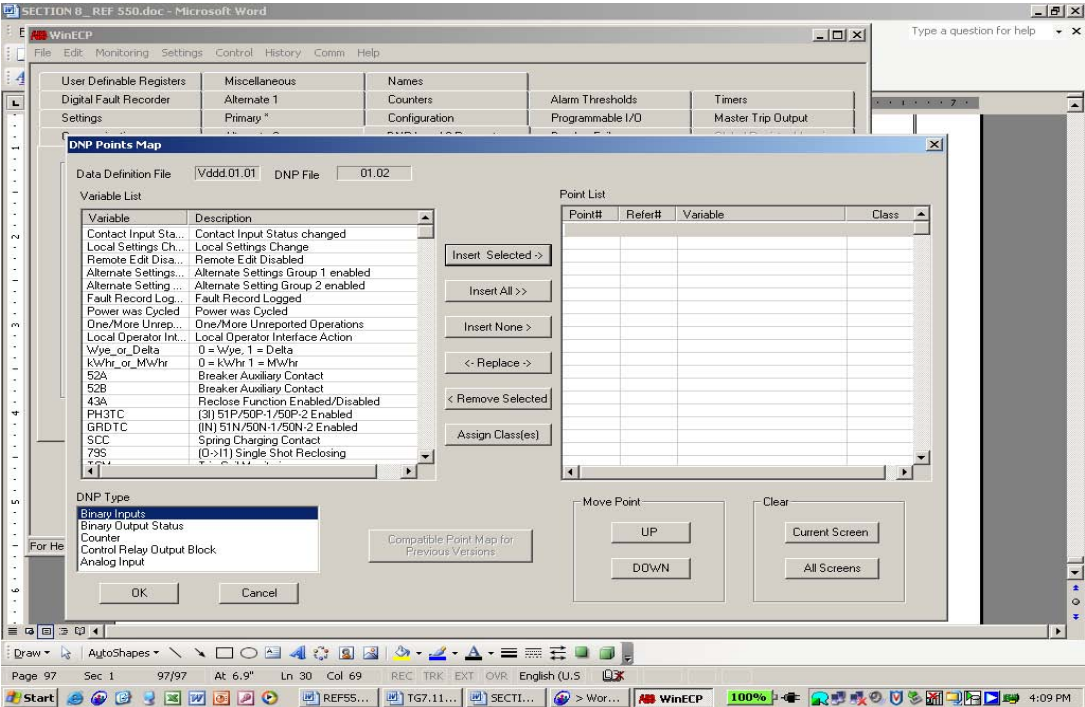 SECTION 8_ REF 550.doc - Microsoft Word
Type a question for help
ABB WinECP
File Edit Monitoring Settings Control History Comm Help
User Definable Registers Miscellaneous Names
Digital Fault Recorder Alternate 1 Counters Alarm Thresholds Timers
Settings Primary * Configuration Programmable I/O Master Trip Output
DNP Points Map
Data Definition File Vddd.01.01 DNP File 01.02
Variable List
Variable Description
Contact Input Sta... Contact Input Status changed
Local Settings Ch... Local Settings Change
Remote Edit Disa... Remote Edit Disabled
Alternate Settings... Alternate Settings Group 1 enabled
Alternate Setting ... Alternate Setting Group 2 enabled
Fault Record Log... Fault Record Logged
Power was Cycled Power was Cycled
One/More Unrep... One/More Unreported Operations
Local Operator Int... Local Operator Interface Action
Wye_or_Delta 0 = Wye, 1 = Delta
kWhr_or_MWhr 0 = kWhr 1 = MWhr
52A Breaker Auxiliary Contact
52B Breaker Auxiliary Contact
43A Reclose Function Enabled/Disabled
PH3TC (3I) 51P/50P-1/50P-2 Enabled
GRDTC (IN) 51N/50N-1/50N-2 Enabled
SCC Spring Charging Contact
79S (O->I1) Single Shot Reclosing
Insert Selected ->
Insert All >>
Insert None >
<- Replace ->
< Remove Selected
Assign Class(es)
Point List
Point# Refer# Variable Class
DNP Type
Binary Inputs
Binary Output Status
Counter
Control Relay Output Block
Analog Input
Compatible Point Map for
Previous Versions
Move Point
UP
DOWN
Clear
Current Screen
All Screens
OK Cancel
For He
Draw AutoShapes
Page 97 Sec 1 97/97 At 6.9" Ln 30 Col 69 REC TRK EXT OVR English (U.S
Start REF55... TG7.11... SECTI... > Wor... ABB WinECP 100% 4:09 PM